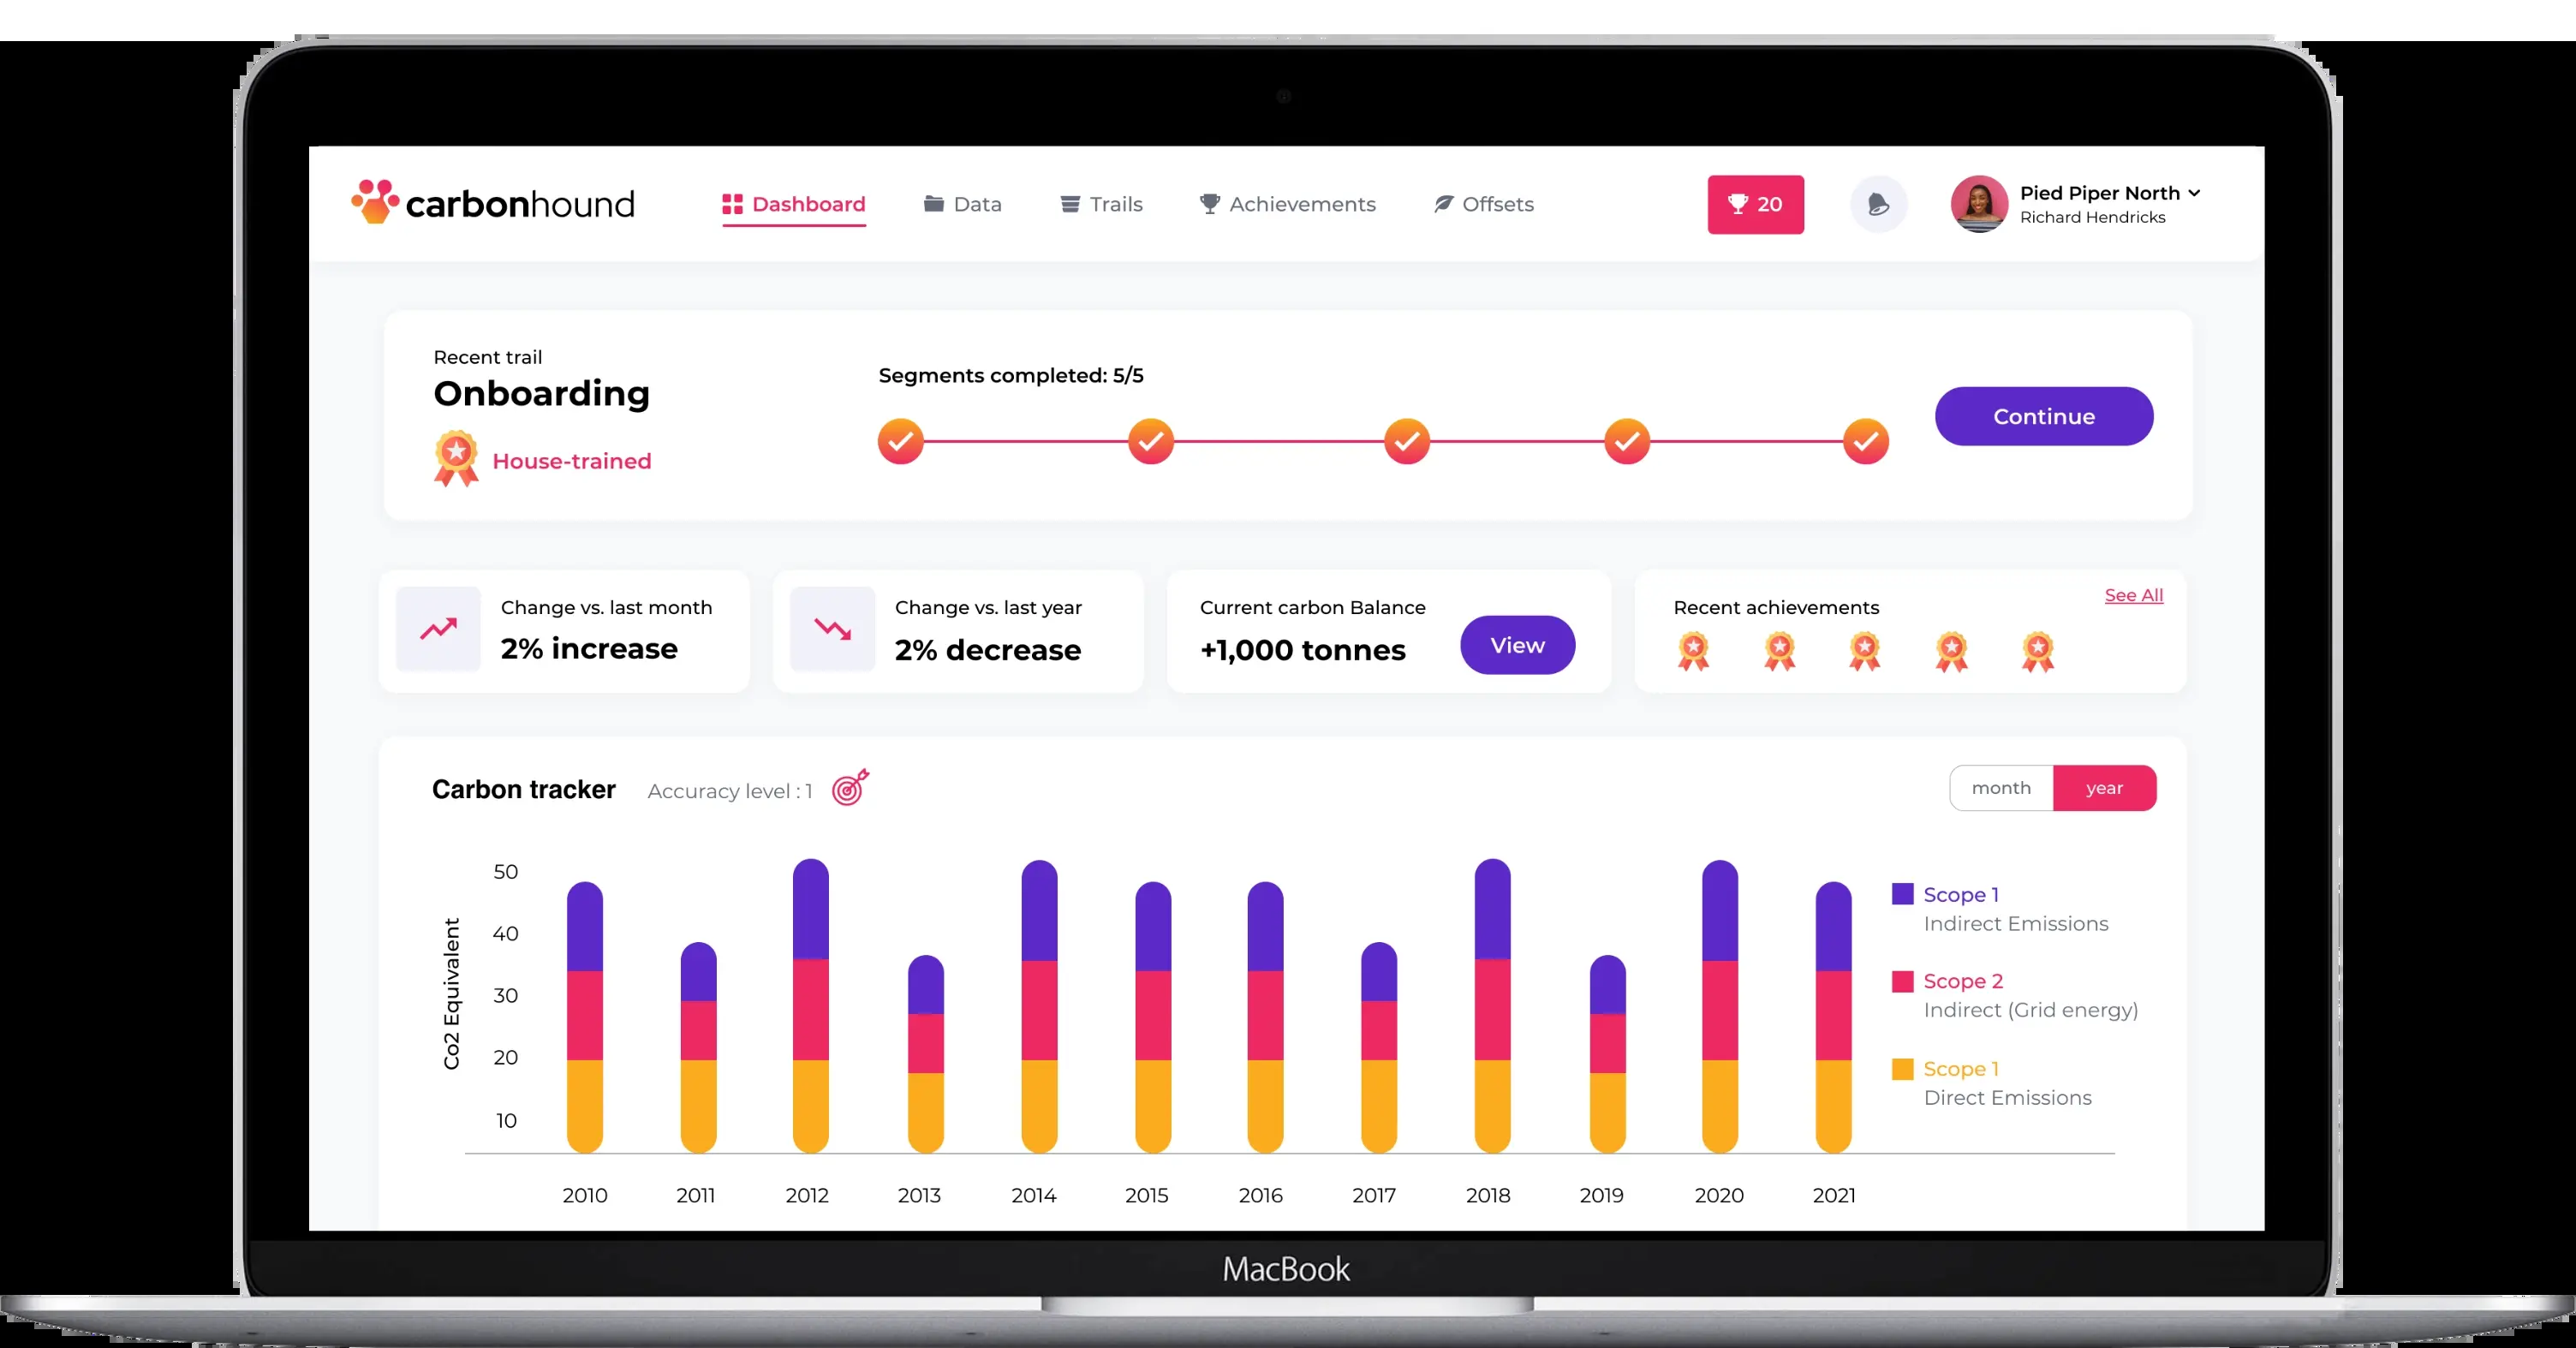 carbonhound
Dashboard
Data
Trails
Achievements
Offsets
20
Pied Piper North
Richard Hendricks
Recent trail
Onboarding
House-trained
Segments completed: 5/5
Continue
Change vs. last month
2% increase
Change vs. last year
2% decrease
Current carbon Balance
+1,000 tonnes
View
Recent achievements
See All
Carbon tracker
Accuracy level : 1
month
year
Co2 Equivalent
50
40
30
20
10
2010
2011
2012
2013
2014
2015
2016
2017
2018
2019
2020
2021
Scope 1
Indirect Emissions
Scope 2
Indirect (Grid energy)
Scope 1
Direct Emissions
MacBook